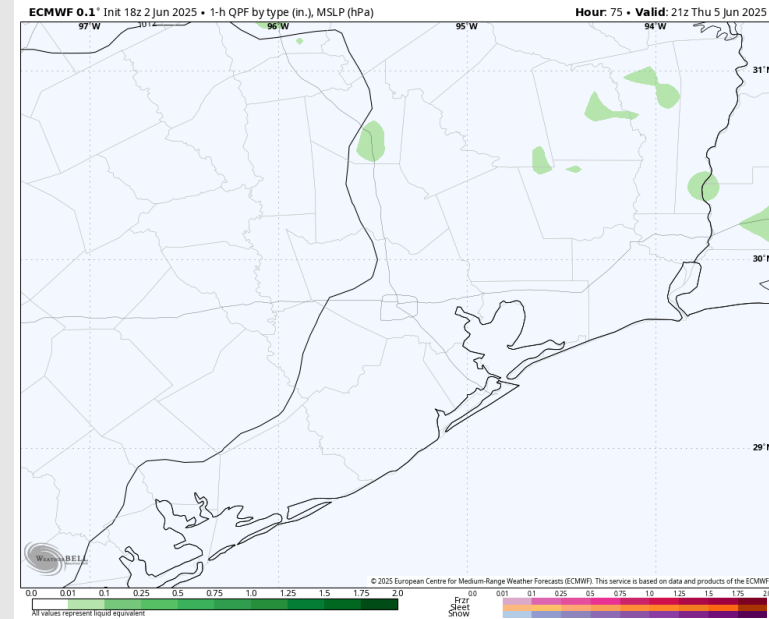 ECMWF 0.1° Init 18z 2 Jun 2025 • 1-h QPF by type (in.), MSLP (hPa) Hour: 75 • Valid: 21z Thu 5 Jun 2025
97°W 1012 96°W 95°W 94°W
31°N
30°N
29°N
WEATHERBELL
© 2025 European Centre for Medium-Range Weather Forecasts (ECMWF). This service is based on data and products of the ECMWF
0.0 0.01 0.1 0.25 0.5 0.75 1.0 1.25 1.5 1.75 2.0
All values represent liquid equivalent
0.0 0.01 0.1 0.25 0.5 0.75 1.0 1.25 1.5 1.75 2.0
Frzr
Sleet
Snow